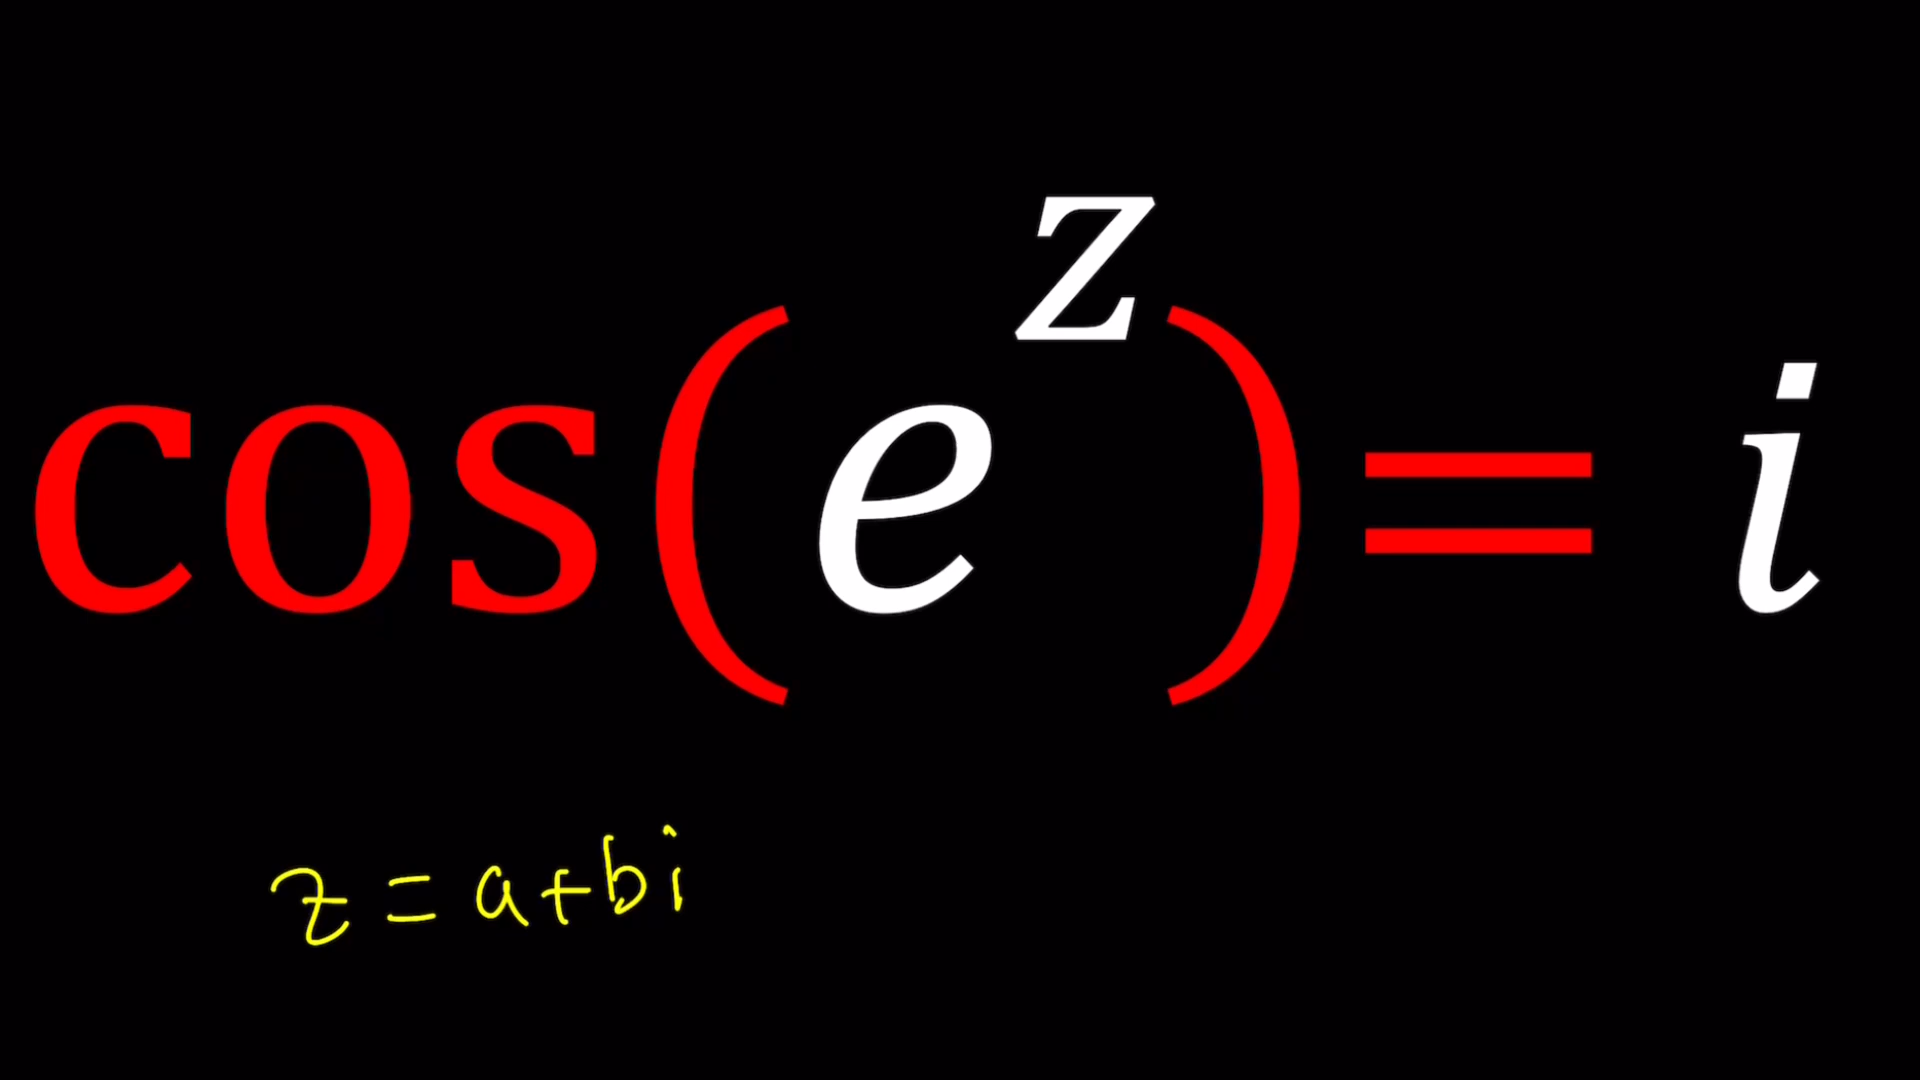 cos(e^z) = i
z = a+bi